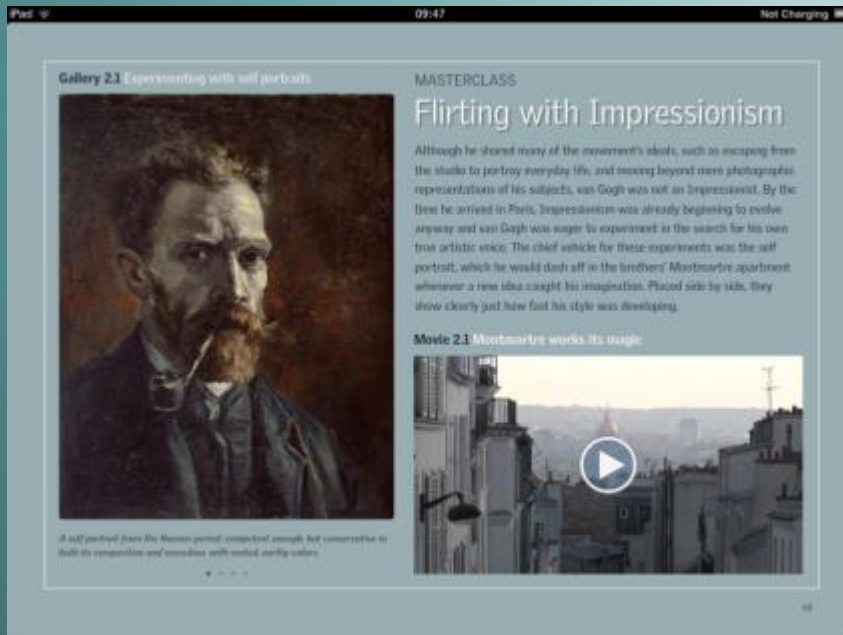 iPad
09:47
Not Charging
Gallery 2.1 Experimenting with self portraits
MASTERCLASS
Flirting with Impressionism
Although he shared many of the movement's ideals, such as escaping from
the studio to portray everyday life, and moving beyond mere photographic
representations of his subjects, van Gogh was not an Impressionist. By the
time he arrived in Paris, Impressionism was already beginning to evolve
anyway and van Gogh was eager to experiment in the search for his own
true artistic voice. The chief vehicle for these experiments was the self
portrait, which he would dash off in the brothers' Montmartre apartment
whenever a new idea caught his imagination. Placed side by side, they
show clearly just how fast his style was developing.
Movie 2.1 Montmartre works its magic
A self portrait from the Nuenen period: competent enough, but conservative in
both its composition and execution, with muted, earthy colors.